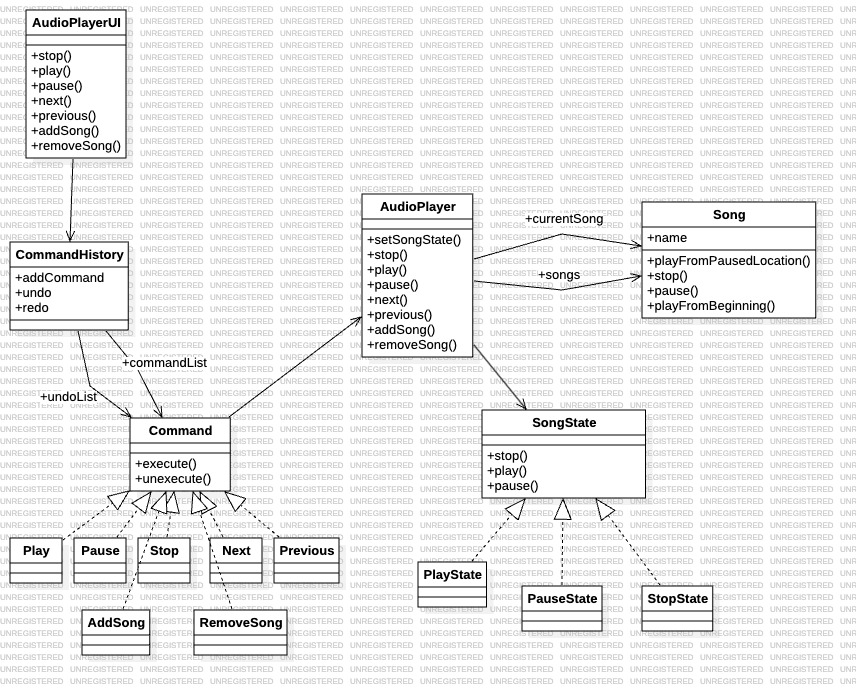 AudioPlayerUI
+stop()
+play()
+pause()
+next()
+previous()
+addSong()
+removeSong()
CommandHistory
+addCommand
+undo
+redo
+undoList
+commandList
Command
+execute()
+unexecute()
Play
Pause
Stop
Next
Previous
AddSong
RemoveSong
AudioPlayer
+setSongState()
+stop()
+play()
+pause()
+next()
+previous()
+addSong()
+removeSong()
+currentSong
+songs
Song
+name
+playFromPausedLocation()
+stop()
+pause()
+playFromBeginning()
SongState
+stop()
+play()
+pause()
PlayState
PauseState
StopState
UNREGISTERED